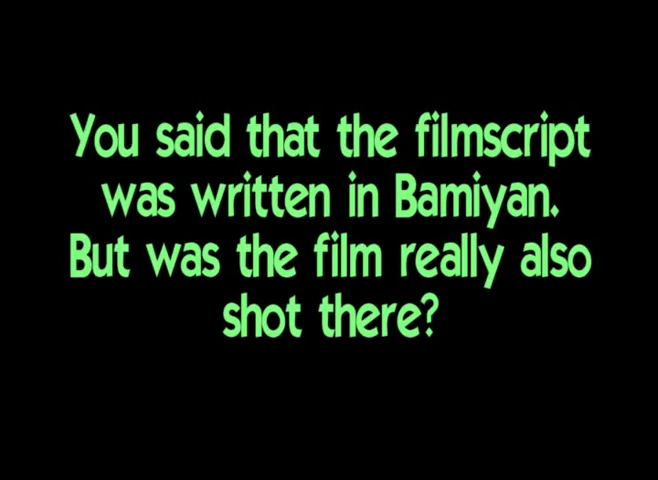 You said that the filmscript
was written in Bamiyan.
But was the film really also
shot there?